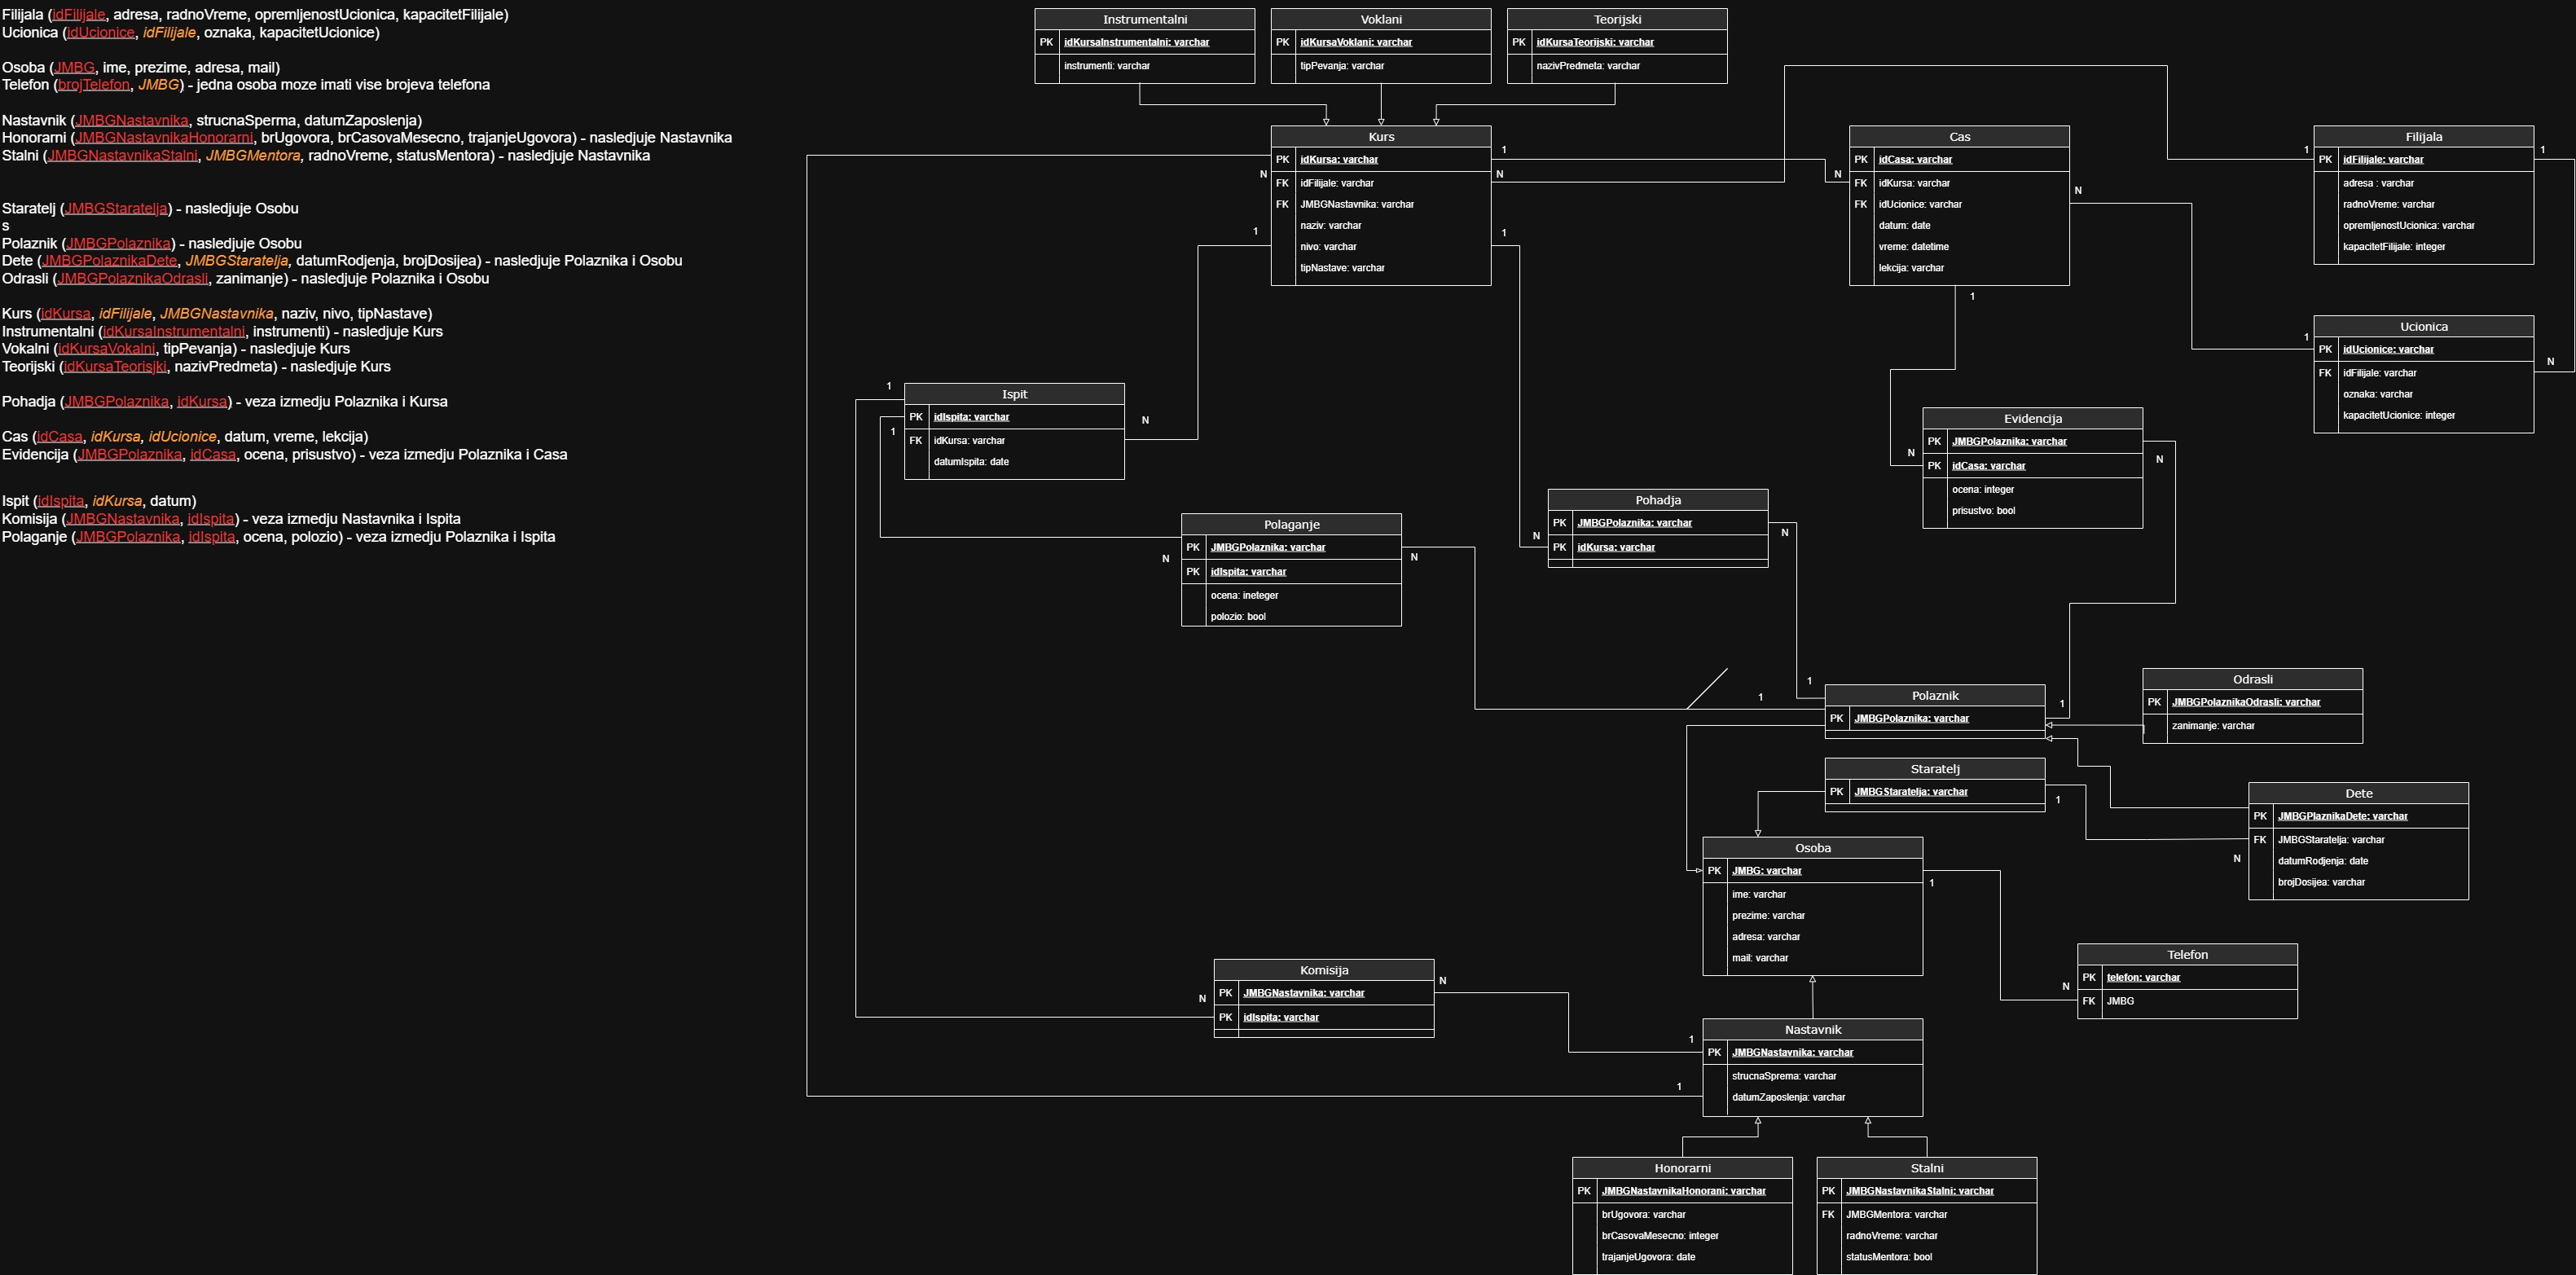 Filijala (idFilijale, adresa, radnoVreme, opremljenostUcionica, kapacitetFilijale)
Ucionica (idUcionice, idFilijale, oznaka, kapacitetUcionice)
Osoba (JMBG, ime, prezime, adresa, mail)
Telefon (brojTelefon, JMBG) - jedna osoba moze imati vise brojeva telefona
Nastavnik (JMBGNastavnika, strucnaSperma, datumZaposlenja)
Honorarni (JMBGNastavnikaHonorarni, brUgovora, brCasovaMesecno, trajanjeUgovora) - nasledjuje Nastavnika
Stalni (JMBGNastavnikaStalni, JMBGMentora, radnoVreme, statusMentora) - nasledjuje Nastavnika
Staratelj (JMBGStaratelja) - nasledjuje Osobu
s
Polaznik (JMBGPolaznika) - nasledjuje Osobu
Dete (JMBGPolaznikaDete, JMBGStaratelja, datumRodjenja, brojDosijea) - nasledjuje Polaznika i Osobu
Odrasli (JMBGPolaznikaOdrasli, zanimanje) - nasledjuje Polaznika i Osobu
Kurs (idKursa, idFilijale, JMBGNastavnika, naziv, nivo, tipNastave)
Instrumentalni (idKursaInstrumentalni, instrumenti) - nasledjuje Kurs
Vokalni (idKursaVokalni, tipPevanja) - nasledjuje Kurs
Teorijski (idKursaTeorisjki, nazivPredmeta) - nasledjuje Kurs
Pohadja (JMBGPolaznika, idKursa) - veza izmedju Polaznika i Kursa
Cas (idCasa, idKursa, idUcionice, datum, vreme, lekcija)
Evidencija (JMBGPolaznika, idCasa, ocena, prisustvo) - veza izmedju Polaznika i Casa
Ispit (idIspita, idKursa, datum)
Komisija (JMBGNastavnika, idIspita) - veza izmedju Nastavnika i Ispita
Polaganje (JMBGPolaznika, idIspita, ocena, polozio) - veza izmedju Polaznika i Ispita
Instrumentalni
PK idKursaInstrumentalni: varchar
instrumenti: varchar
Voklani
PK idKursaVoklani: varchar
tipPevanja: varchar
Teorijski
PK idKursaTeorijski: varchar
nazivPredmeta: varchar
Kurs
PK idKursa: varchar
FK idFilijale: varchar
FK JMBGNastavnika: varchar
naziv: varchar
nivo: varchar
tipNastave: varchar
N
1
1
N
1
Cas
PK idCasa: varchar
FK idKursa: varchar
FK idUcionice: varchar
datum: date
vreme: datetime
lekcija: varchar
N
N
1
Filijala
PK idFilijale: varchar
adresa : varchar
radnoVreme: varchar
opremljenostUcionica: varchar
kapacitetFilijale: integer
1
1
Ucionica
PK idUcionice: varchar
FK idFilijale: varchar
oznaka: varchar
kapacitetUcionice: integer
1
N
Ispit
PK idIspita: varchar
FK idKursa: varchar
datumIspita: date
1
1
N
Evidencija
PK JMBGPolaznika: varchar
PK idCasa: varchar
ocena: integer
prisustvo: bool
N
N
Pohadja
PK JMBGPolaznika: varchar
PK idKursa: varchar
N
N
Polaganje
PK JMBGPolaznika: varchar
PK idIspita: varchar
ocena: ineteger
polozio: bool
N
N
Polaznik
PK JMBGPolaznika: varchar
1
1
1
Odrasli
PK JMBGPolaznikaOdrasli: varchar
zanimanje: varchar
Staratelj
PK JMBGStaratelja: varchar
1
Dete
PK JMBGPlaznikaDete: varchar
FK JMBGStaratelja: varchar
datumRodjenja: date
brojDosijea: varchar
N
Osoba
PK JMBG: varchar
ime: varchar
prezime: varchar
adresa: varchar
mail: varchar
1
Telefon
PK telefon: varchar
FK JMBG
N
Komisija
PK JMBGNastavnika: varchar
PK idIspita: varchar
N
N
Nastavnik
PK JMBGNastavnika: varchar
strucnaSprema: varchar
datumZaposlenja: varchar
1
1
Honorarni
PK JMBGNastavnikaHonorani: varchar
brUgovora: varchar
brCasovaMesecno: integer
trajanjeUgovora: date
Stalni
PK JMBGNastavnikaStalni: varchar
FK JMBGMentora: varchar
radnoVreme: varchar
statusMentora: bool